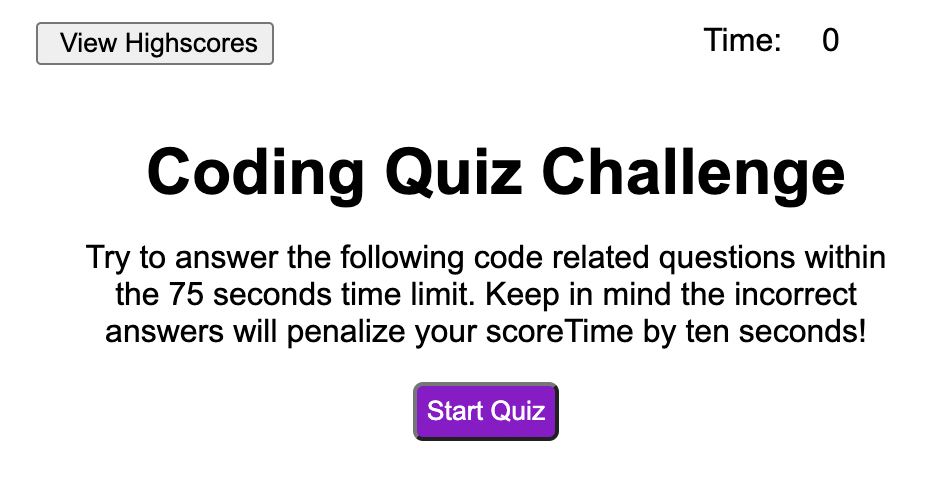 View Highscores
Time: 0
Coding Quiz Challenge
Try to answer the following code related questions within
the 75 seconds time limit. Keep in mind the incorrect
answers will penalize your scoreTime by ten seconds!
Start Quiz